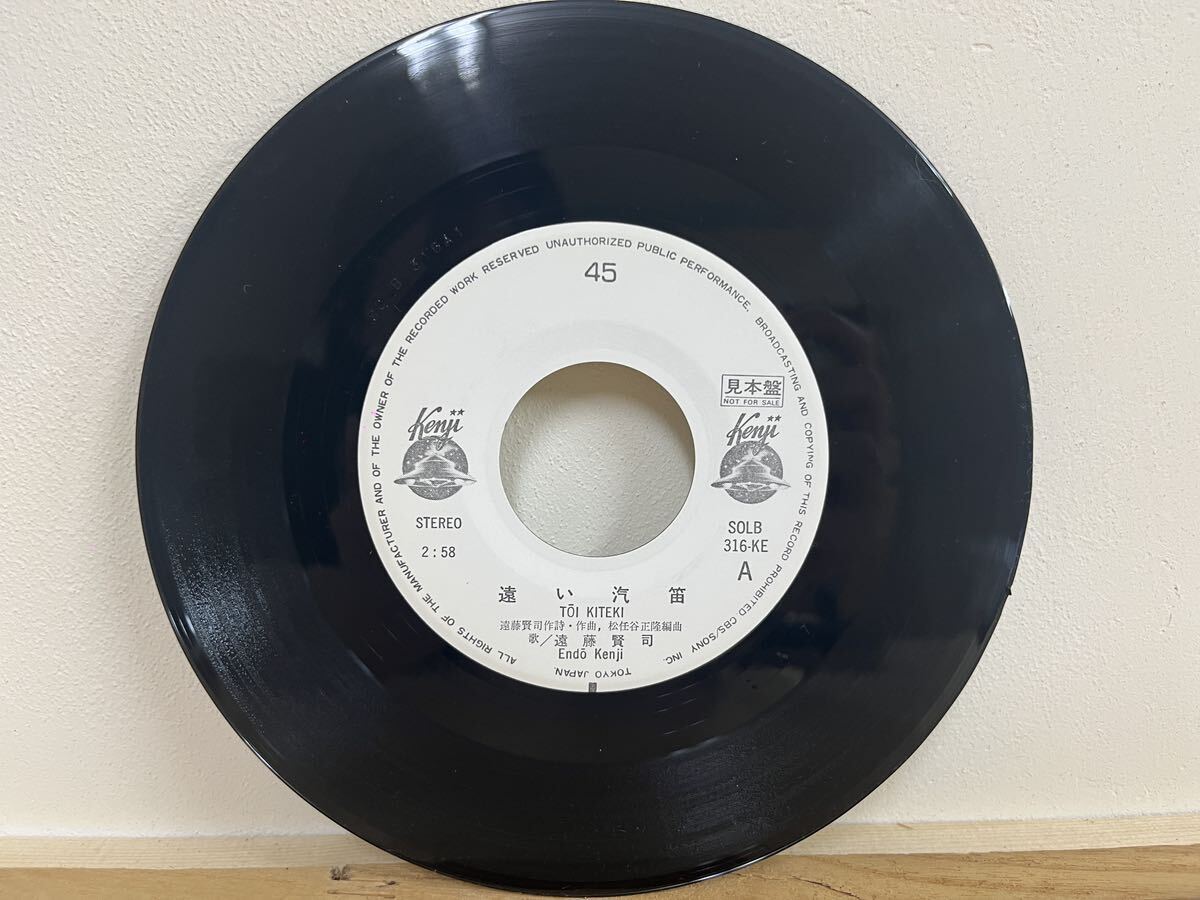 ALL RIGHTS OF THE MANUFACTURER AND OF THE OWNER OF THE RECORDED WORK RESERVED UNAUTHORIZED PUBLIC PERFORMANCE, BROADCASTING AND COPYING OF THIS RECORD PROHIBITED CBS/SONY INC.
TOKYO JAPAN.
45
見本盤
NOT FOR SALE
Kenji
Kenji
STEREO
2:58
SOLB
316-KE
A
遠い汽笛
TŌI KITEKI
遠藤賢司作詩・作曲, 松任谷正隆編曲
歌/遠藤賢司
Endō Kenji